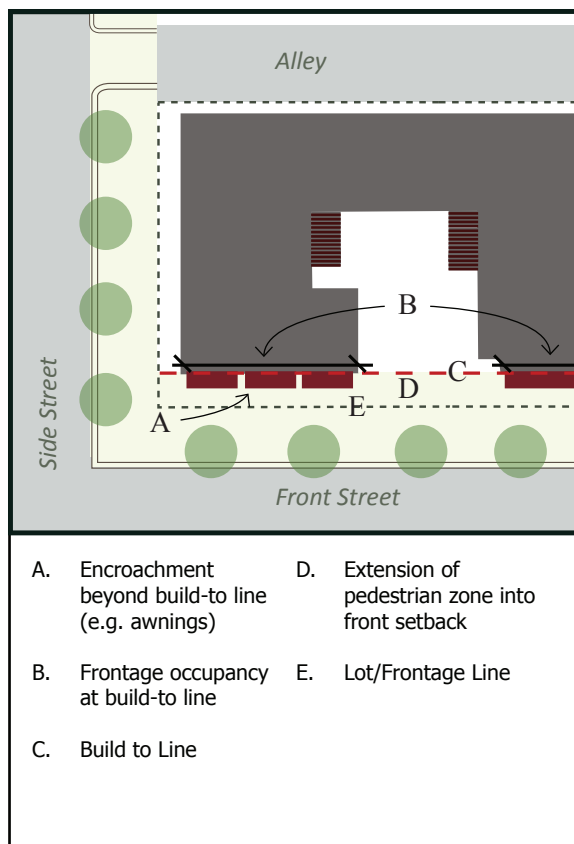 Alley
B
C
D
E
A
Side Street
Front Street
A. Encroachment
beyond build-to line
(e.g. awnings)
B. Frontage occupancy
at build-to line
C. Build to Line
D. Extension of
pedestrian zone into
front setback
E. Lot/Frontage Line